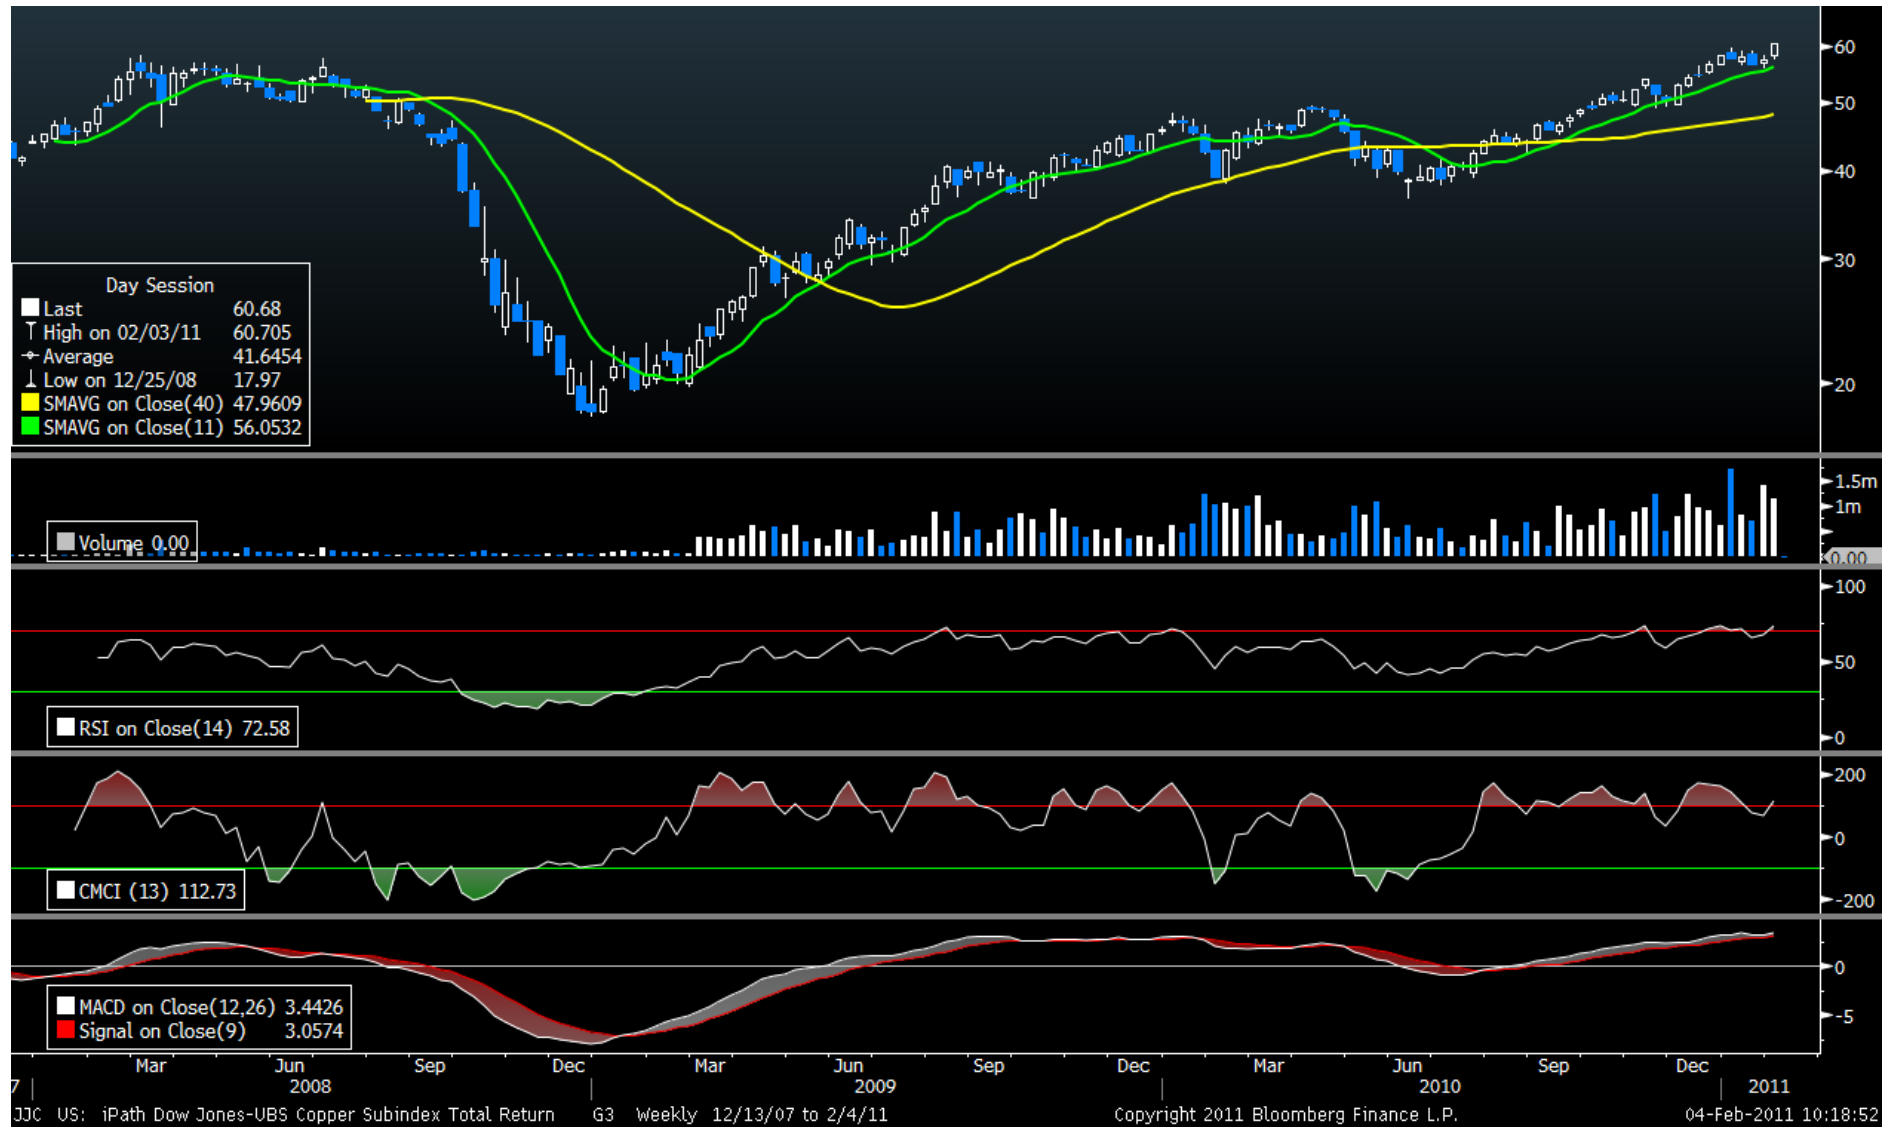 60
50
40
30
20
Day Session
Last 60.68
High on 02/03/11 60.705
Average 41.6454
Low on 12/25/08 17.97
SMAVG on Close(40) 47.9609
SMAVG on Close(11) 56.0532
1.5m
1m
0.00
Volume 0.00
100
50
0
RSI on Close(14) 72.58
200
0
-200
CMCI (13) 112.73
0
-5
MACD on Close(12,26) 3.4426
Signal on Close(9) 3.0574
Mar Jun Sep Dec Mar Jun Sep Dec Mar Jun Sep Dec
7 2008 2009 2010 2011
JJC US: iPath Dow Jones-UBS Copper Subindex Total Return G3 Weekly 12/13/07 to 2/4/11 Copyright 2011 Bloomberg Finance L.P. 04-Feb-2011 10:18:52